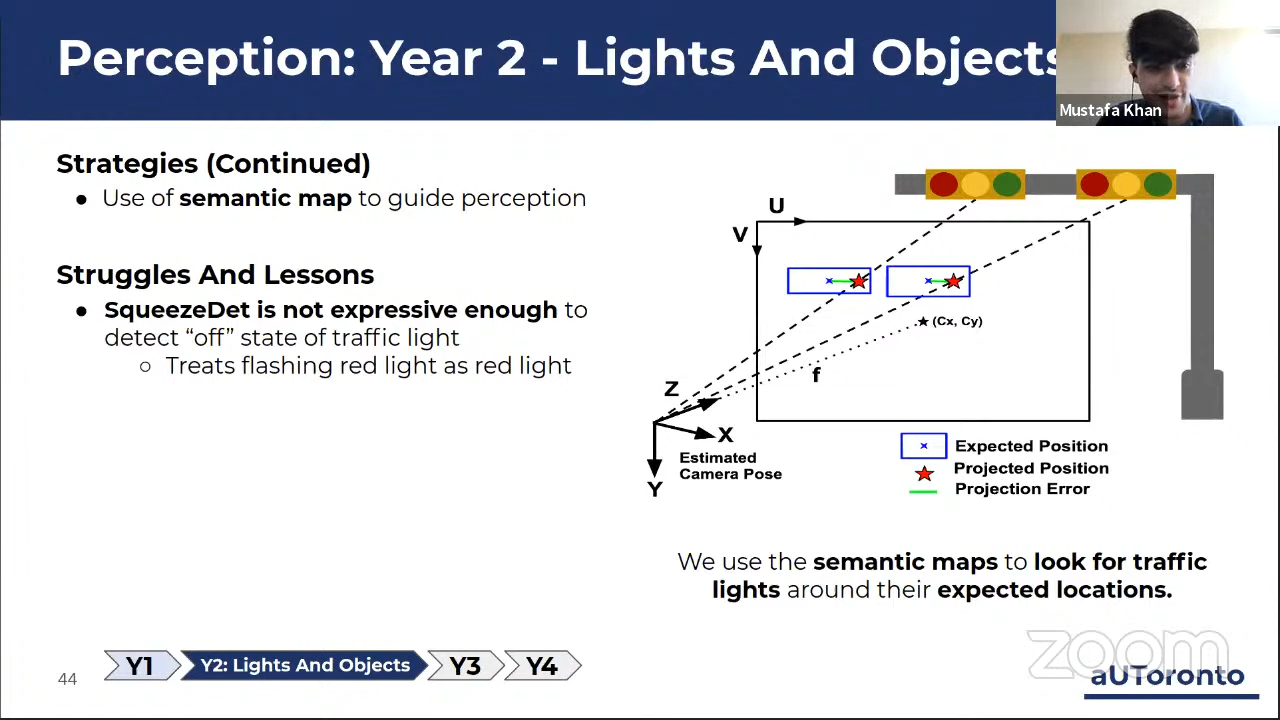 Perception: Year 2 - Lights And Objects
Mustafa Khan
Strategies (Continued)
● Use of semantic map to guide perception
Struggles And Lessons
● SqueezeDet is not expressive enough to
detect “off” state of traffic light
○ Treats flashing red light as red light
U
V
(Cx, Cy)
f
Z
X
Estimated
Camera Pose
Y
Expected Position
Projected Position
Projection Error
We use the semantic maps to look for traffic
lights around their expected locations.
44
Y1
Y2: Lights And Objects
Y3
Y4
zoom
aUToronto